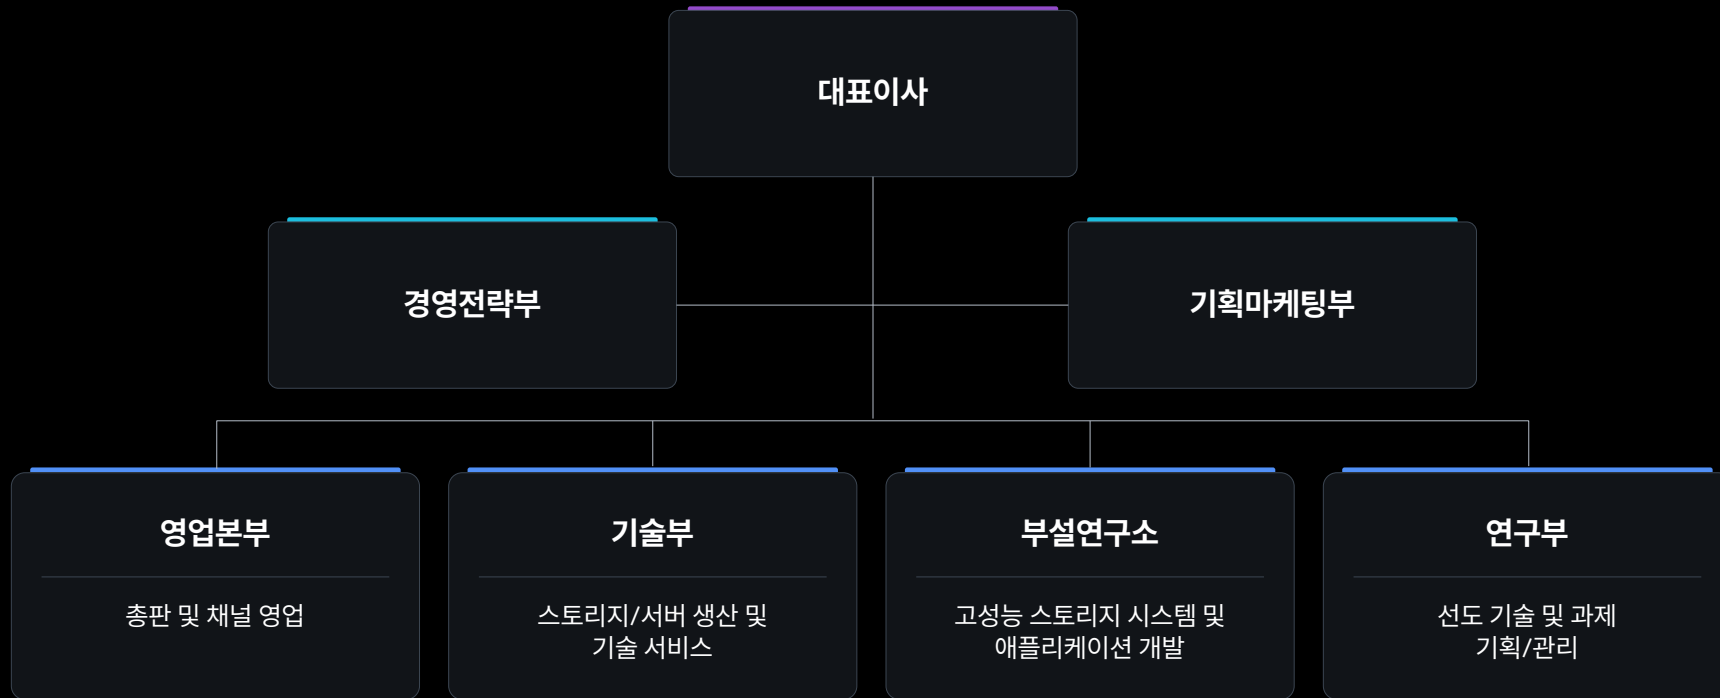 대표이사
경영전략부
기획마케팅부
영업본부
총판 및 채널 영업
기술부
스토리지/서버 생산 및
기술 서비스
부설연구소
고성능 스토리지 시스템 및
애플리케이션 개발
연구부
선도 기술 및 과제
기획/관리